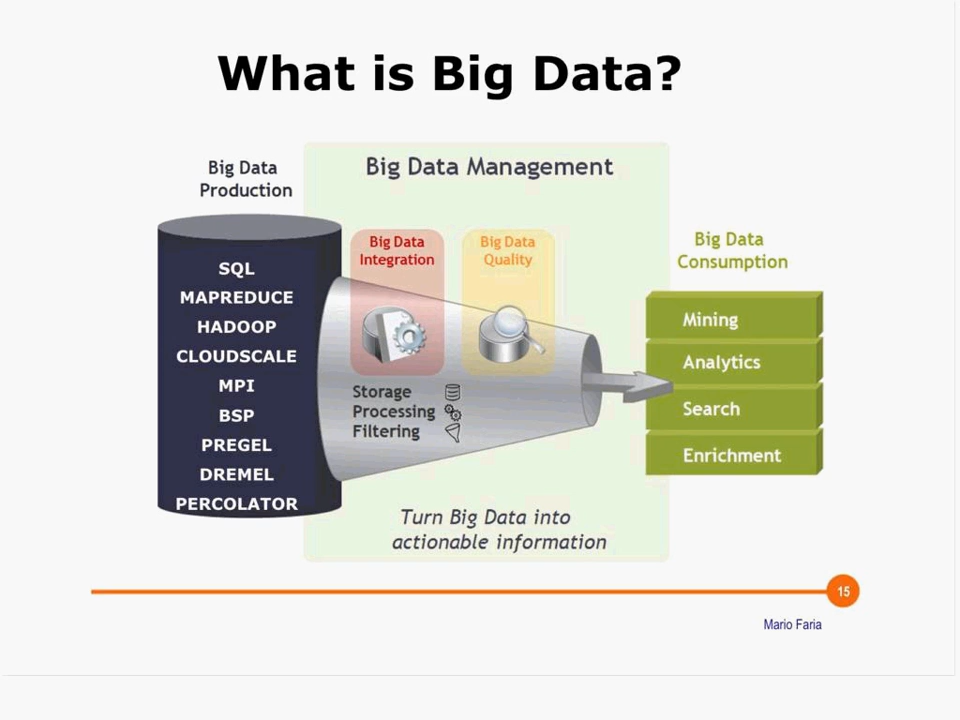 What is Big Data?
Big Data
Production
SQL
MAPREDUCE
HADOOP
CLOUDSCALE
MPI
BSP
PREGEL
DREMEL
PERCOLATOR
Big Data Management
Big Data
Integration
Big Data
Quality
Storage
Processing
Filtering
Turn Big Data into
actionable information
Big Data
Consumption
Mining
Analytics
Search
Enrichment
15
Mario Faria